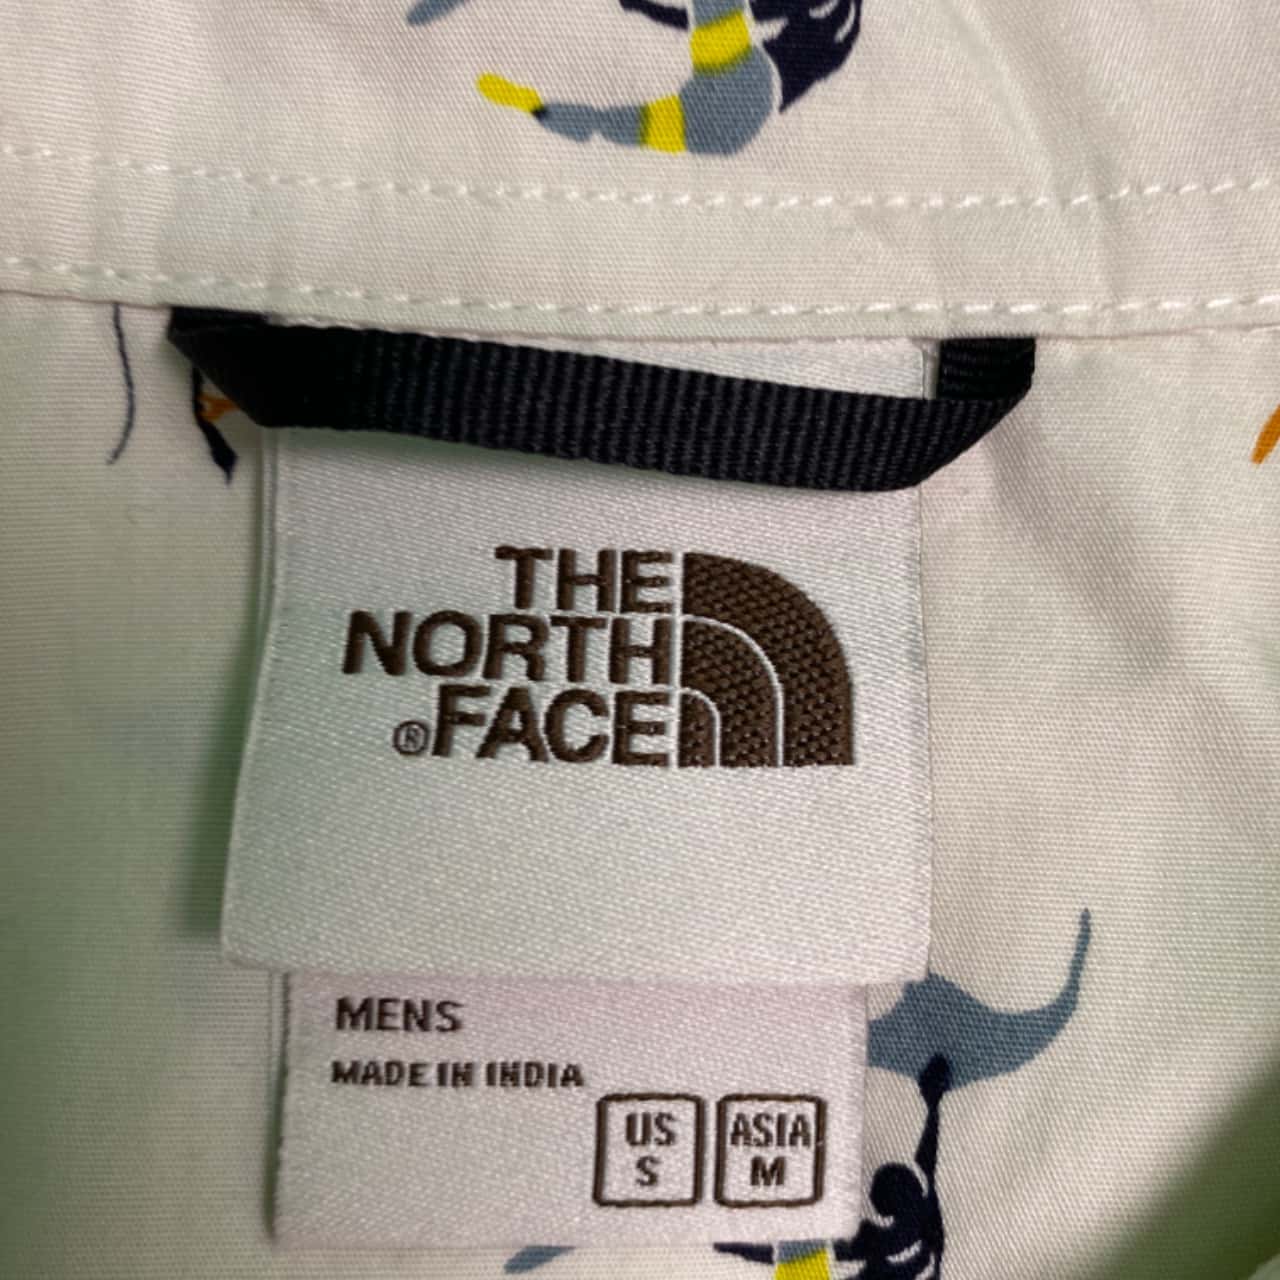 THE
NORTH
®FACE
MENS
MADE IN INDIA
US ASIA
S M